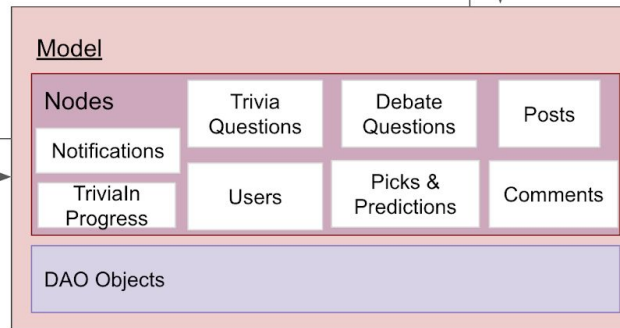 Model
Nodes
Trivia
Questions
Debate
Questions
Posts
Notifications
TriviaIn
Progress
Users
Picks &
Predictions
Comments
DAO Objects